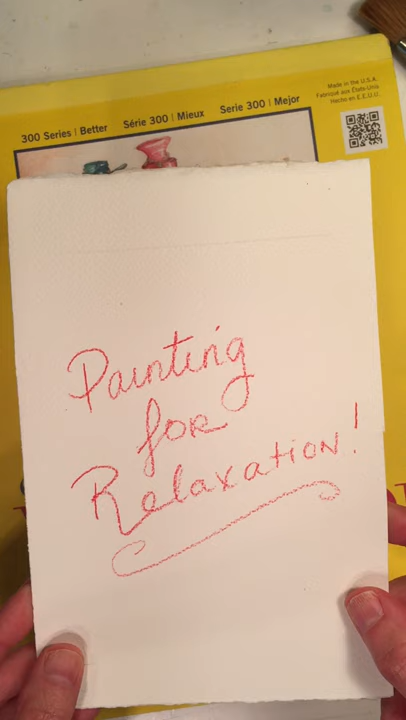 Made in the U.S.A.
Fabriqué aux États-Unis
Hecho en E.E.U.U.
300 Series | Better Série 300 | Mieux Serie 300 | Mejor
Painting
for
Relaxation!